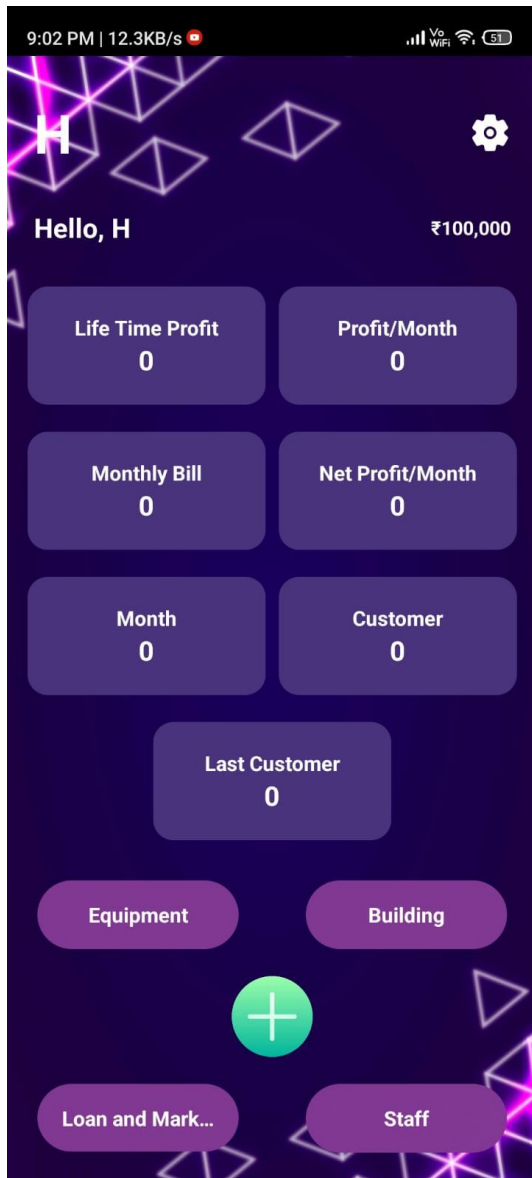 9:02 PM | 12.3KB/s
Vo
WiFi
51
H
Hello, H
₹100,000
Life Time Profit
0
Profit/Month
0
Monthly Bill
0
Net Profit/Month
0
Month
0
Customer
0
Last Customer
0
Equipment
Building
Loan and Mark...
Staff